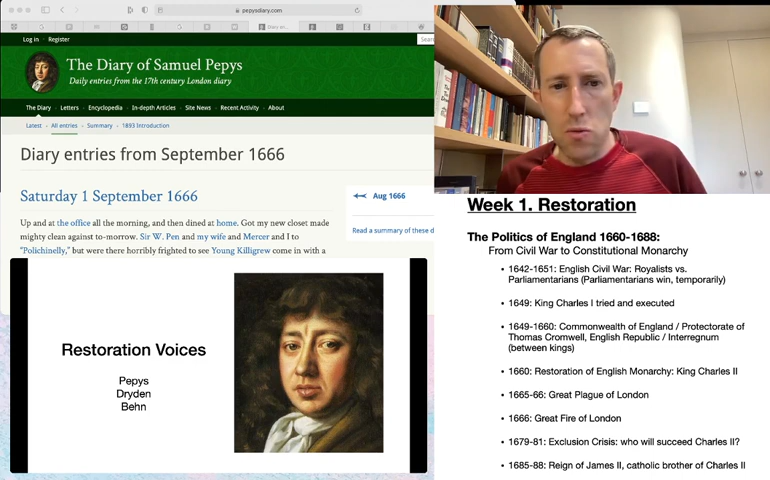 pepysdiary.com
Diary en...
Log in · Register
Sear
The Diary of Samuel Pepys
Daily entries from the 17th century London diary
The Diary · Letters · Encyclopedia · In-depth Articles · Site News · Recent Activity · About
Latest · All entries · Summary · 1893 Introduction
Diary entries from September 1666
Saturday 1 September 1666
Up and at the office all the morning, and then dined at home. Got my new closet made
mighty clean against to-morrow. Sir W. Pen and my wife and Mercer and I to
“Polichinelly,” but were there horribly frighted to see Young Killigrew come in with a
Aug 1666
Read a summary of these d
Restoration Voices
Pepys
Dryden
Behn
Week 1. Restoration
The Politics of England 1660-1688:
From Civil War to Constitutional Monarchy
• 1642-1651: English Civil War: Royalists vs.
Parliamentarians (Parliamentarians win, temporarily)
• 1649: King Charles I tried and executed
• 1649-1660: Commonwealth of England / Protectorate of
Thomas Cromwell, English Republic / Interregnum
(between kings)
• 1660: Restoration of English Monarchy: King Charles II
• 1665-66: Great Plague of London
• 1666: Great Fire of London
• 1679-81: Exclusion Crisis: who will succeed Charles II?
• 1685-88: Reign of James II, catholic brother of Charles II